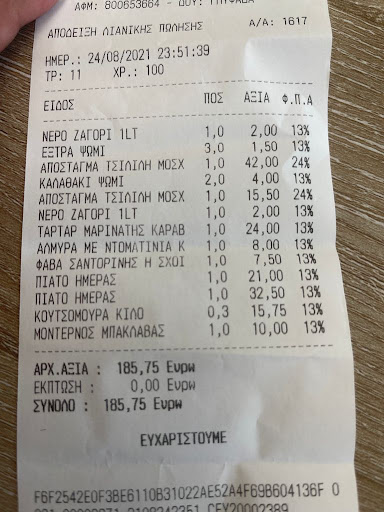 ΑΦΜ: 800653664 - ΔΟΥ: ΓΛΥΦΑΔΑ
ΑΠΟΔΕΙΞΗ ΛΙΑΝΙΚΗΣ ΠΩΛΗΣΗΣ Α/Α: 1617
ΗΜΕΡ.: 24/08/2021 23:51:39
ΤΡ: 11 ΧΡ.: 100
ΕΙΔΟΣ ΠΟΣ ΑΞΙΑ Φ.Π.Α
ΝΕΡΟ ΖΑΓΟΡΙ 1LT 1,0 2,00 13%
ΕΞΤΡΑ ΨΩΜΙ 3,0 1,50 13%
ΑΠΟΣΤΑΓΜΑ ΤΣΙΛΙΛΗ ΜΟΣΧ 1,0 42,00 24%
ΚΑΛΑΘΑΚΙ ΨΩΜΙ 2,0 4,00 13%
ΑΠΟΣΤΑΓΜΑ ΤΣΙΛΙΛΗ ΜΟΣΧ 1,0 15,50 24%
ΝΕΡΟ ΖΑΓΟΡΙ 1LT 1,0 2,00 13%
ΤΑΡΤΑΡ ΜΑΡΙΝΑΤΗΣ ΚΑΡΑΒ 1,0 24,00 13%
ΑΛΜΥΡΑ ΜΕ ΝΤΟΜΑΤΙΝΙΑ Κ 1,0 8,00 13%
ΦΑΒΑ ΣΑΝΤΟΡΙΝΗΣ Η ΣΧΟΙ 1,0 7,50 13%
ΠΙΑΤΟ ΗΜΕΡΑΣ 1,0 21,00 13%
ΠΙΑΤΟ ΗΜΕΡΑΣ 1,0 32,50 13%
ΚΟΥΤΣΟΜΟΥΡΑ ΚΙΛΟ 0,3 15,75 13%
ΜΟΝΤΕΡΝΟΣ ΜΠΑΚΛΑΒΑΣ 1,0 10,00 13%
ΑΡΧ.ΑΞΙΑ : 185,75 Ευρω
ΕΚΠΤΩΣΗ : 0,00 Ευρω
ΣΥΝΟΛΟ : 185,75 Ευρω
ΕΥΧΑΡΙΣΤΟΥΜΕ
F6F2542E0F3BE6110B31022AE52A4F69B604136F 0